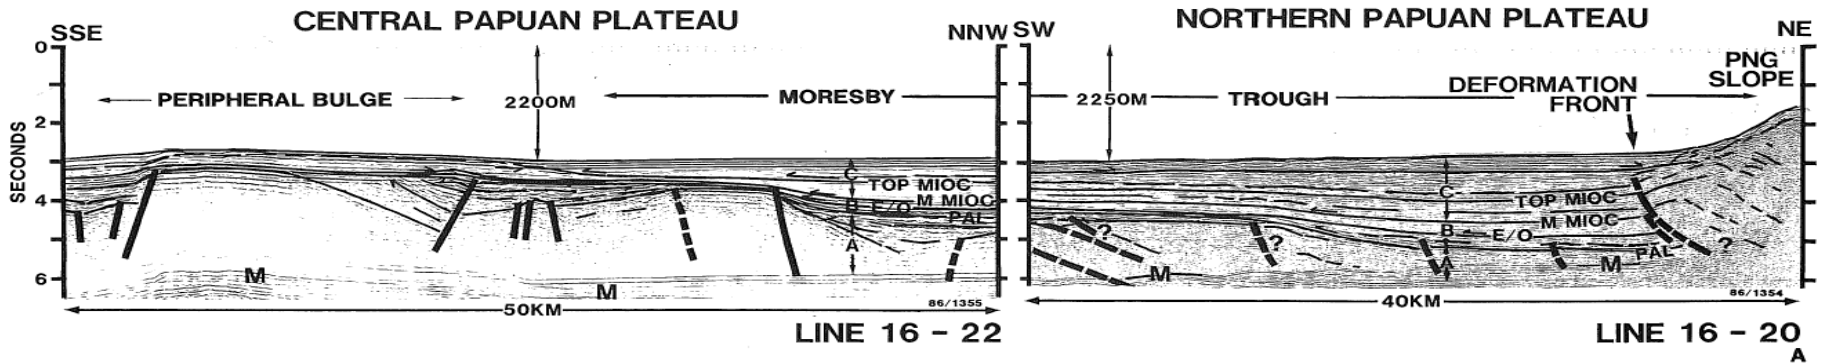 CENTRAL PAPUAN PLATEAU
NORTHERN PAPUAN PLATEAU
SSE
NNW
SW
NE
0
2
4
6
SECONDS
PERIPHERAL BULGE
2200M
MORESBY
2250M
TROUGH
DEFORMATION
FRONT
PNG
SLOPE
C
TOP MIOC
M MIOC
B
E/O
PAL
A
M
M
86/1355
50KM
LINE 16 - 22
C
TOP MIOC
M MIOC
B
E/O
PAL
A
?
?
?
M
M
86/1354
40KM
LINE 16 - 20
A